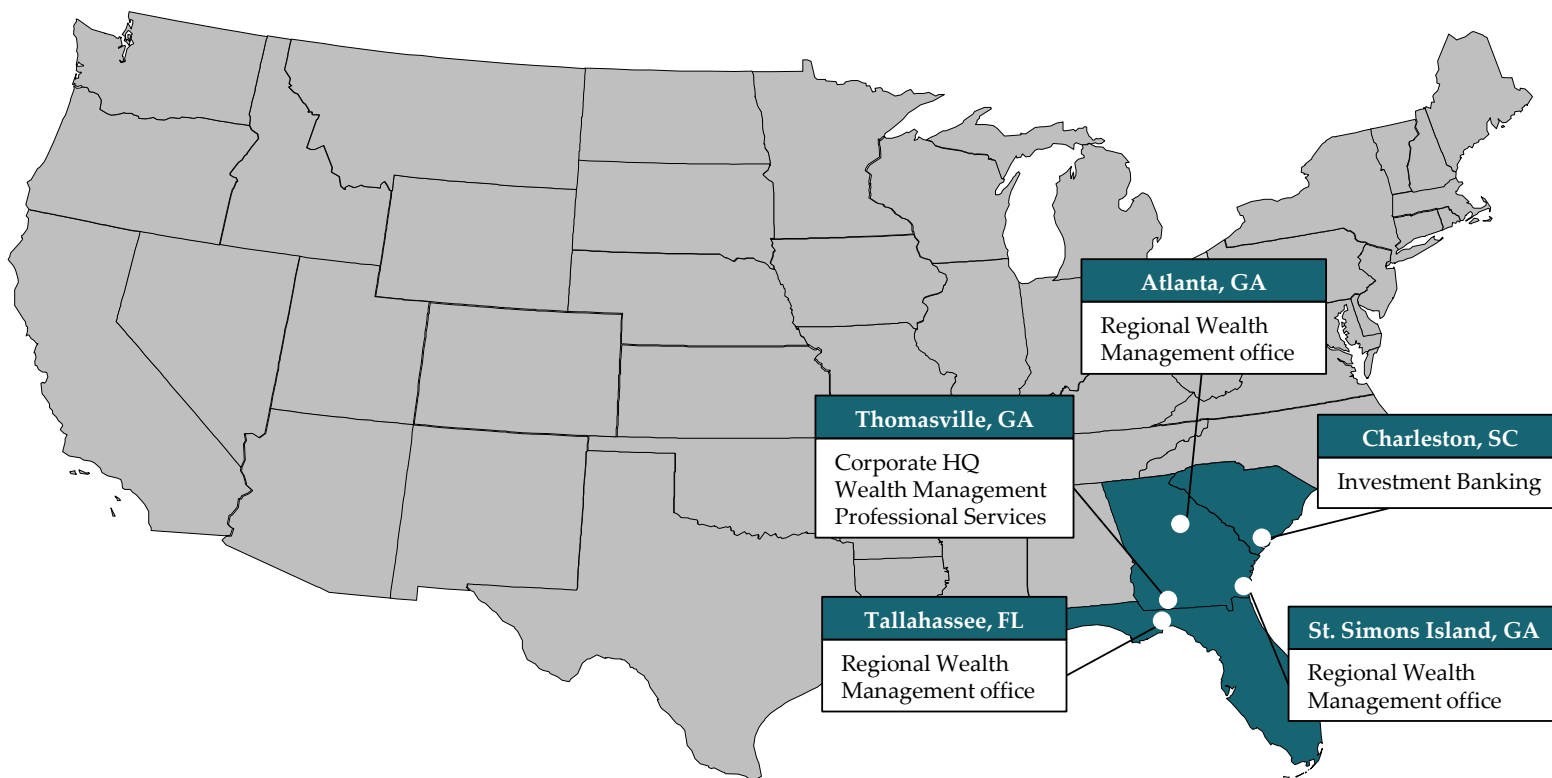 Atlanta, GA
Regional Wealth
Management office
Thomasville, GA
Corporate HQ
Wealth Management
Professional Services
Charleston, SC
Investment Banking
Tallahassee, FL
Regional Wealth
Management office
St. Simons Island, GA
Regional Wealth
Management office